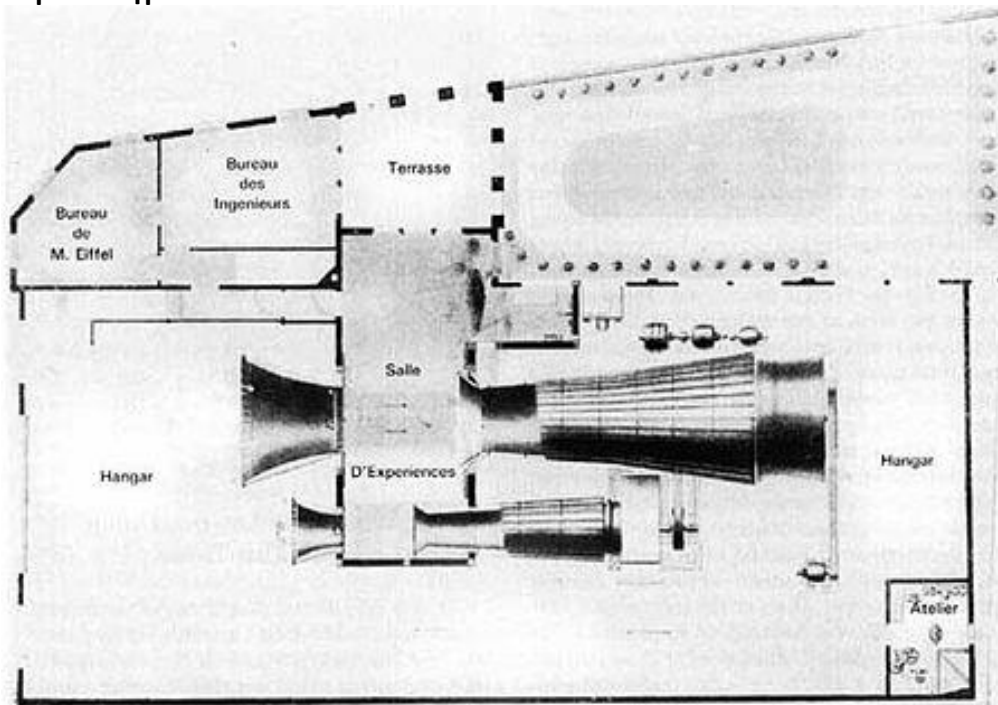 Bureau
des
Ingenieurs
Terrasse
Bureau
de
M. Eiffel
Salle
D'Experiences
Hangar
Hangar
Atelier